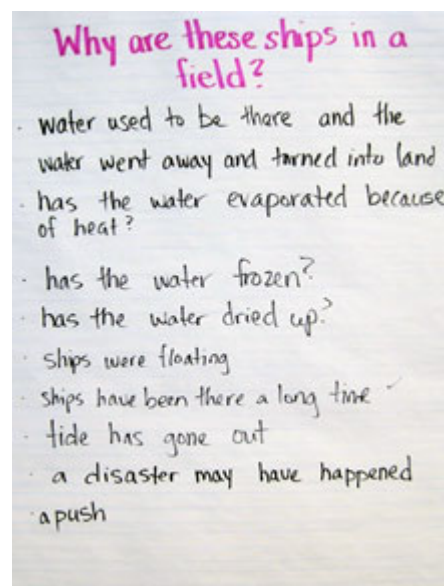 Why are these ships in a
field?
· water used to be there and the
water went away and turned into land
· has the water evaporated because
of heat?
· has the water frozen?
· has the water dried up?
· ships were floating
· ships have been there a long time
· tide has gone out
· a disaster may have happened
· a push